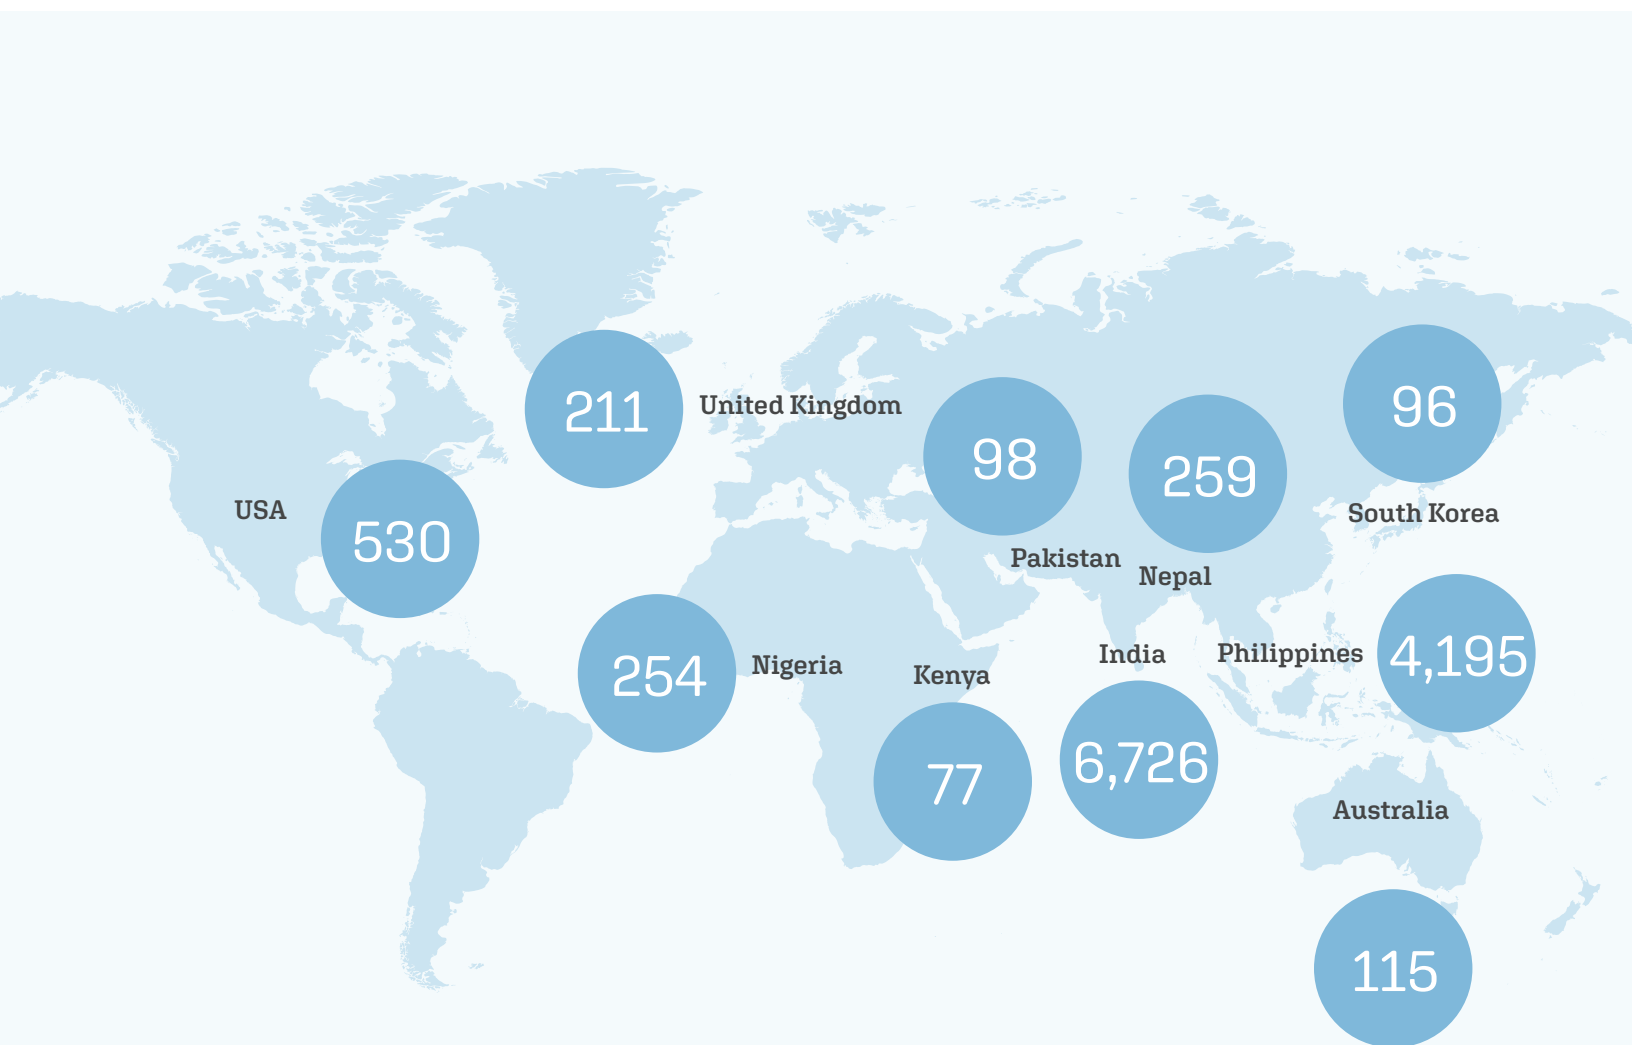 96
211
United Kingdom
98
259
USA
530
South Korea
Pakistan
Nepal
254
Nigeria
Kenya
77
India
6,726
Philippines
4,195
Australia
115